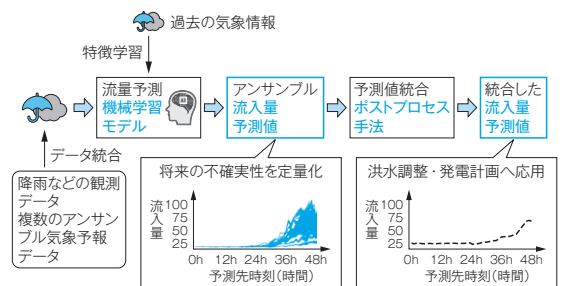 過去の気象情報
特徴学習
流量予測
機械学習
モデル
アンサンブル
流入量
予測値
予測値統合
ポストプロセス
手法
統合した
流入量
予測値
データ統合
降雨などの観測
データ
複数のアンサン
ブル気象予報
データ
将来の不確実性を定量化
流入量
100
75
50
25
0h 12h 24h 36h 48h
予測先時刻(時間)
洪水調整・発電計画へ応用
流入量
100
75
50
25
0h 12h 24h 36h 48h
予測先時刻(時間)